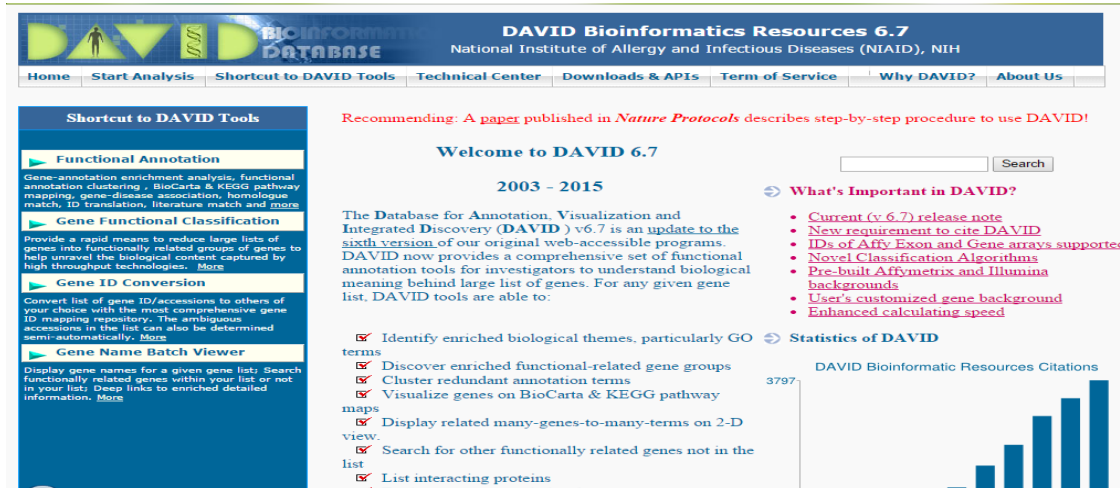 DAVID BIOINFORMATICS
DATABASE
DAVID Bioinformatics Resources 6.7
National Institute of Allergy and Infectious Diseases (NIAID), NIH
Home Start Analysis Shortcut to DAVID Tools Technical Center Downloads & APIs Term of Service Why DAVID? About Us
Shortcut to DAVID Tools
Functional Annotation
Gene-annotation enrichment analysis, functional
annotation clustering , BioCarta & KEGG pathway
mapping, gene-disease association, homologue
match, ID translation, literature match and more
Gene Functional Classification
Provide a rapid means to reduce large lists of
genes into functionally related groups of genes to
help unravel the biological content captured by
high throughput technologies. More
Gene ID Conversion
Convert list of gene ID/accessions to others of
your choice with the most comprehensive gene
ID mapping repository. The ambiguous
accessions in the list can also be determined
semi-automatically. More
Gene Name Batch Viewer
Display gene names for a given gene list; Search
functionally related genes within your list or not
in your list; Deep links to enriched detailed
information. More
Recommending: A paper published in Nature Protocols describes step-by-step procedure to use DAVID!
Welcome to DAVID 6.7
2003 - 2015
The Database for Annotation, Visualization and
Integrated Discovery (DAVID ) v6.7 is an update to the
sixth version of our original web-accessible programs.
DAVID now provides a comprehensive set of functional
annotation tools for investigators to understand biological
meaning behind large list of genes. For any given gene
list, DAVID tools are able to:
Identify enriched biological themes, particularly GO
terms
Discover enriched functional-related gene groups
Cluster redundant annotation terms
Visualize genes on BioCarta & KEGG pathway
maps
Display related many-genes-to-many-terms on 2-D
view.
Search for other functionally related genes not in the
list
List interacting proteins
Search
What's Important in DAVID?
Current (v 6.7) release note
New requirement to cite DAVID
IDs of Affy Exon and Gene arrays supported
Novel Classification Algorithms
Pre-built Affymetrix and Illumina
backgrounds
User's customized gene background
Enhanced calculating speed
Statistics of DAVID
DAVID Bioinformatic Resources Citations
3797